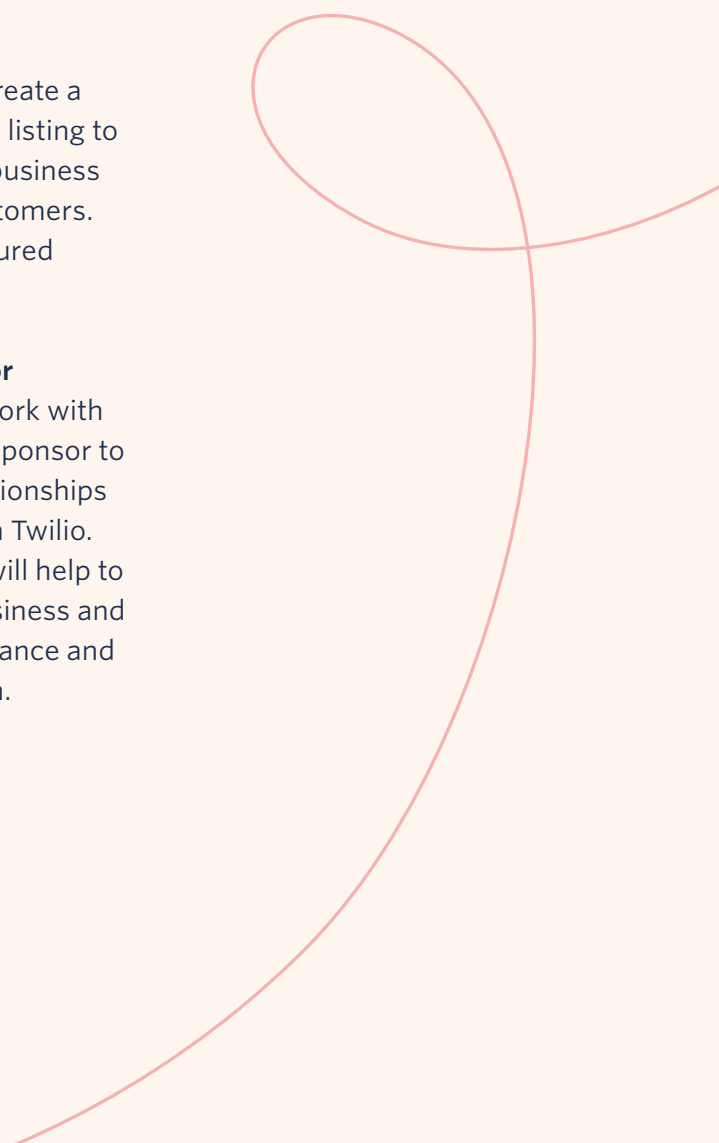 reate a
listing to
business
tomers.
ured
or
ork with
ponsor to
ionships
Twilio.
will help to
siness and
ance and
.